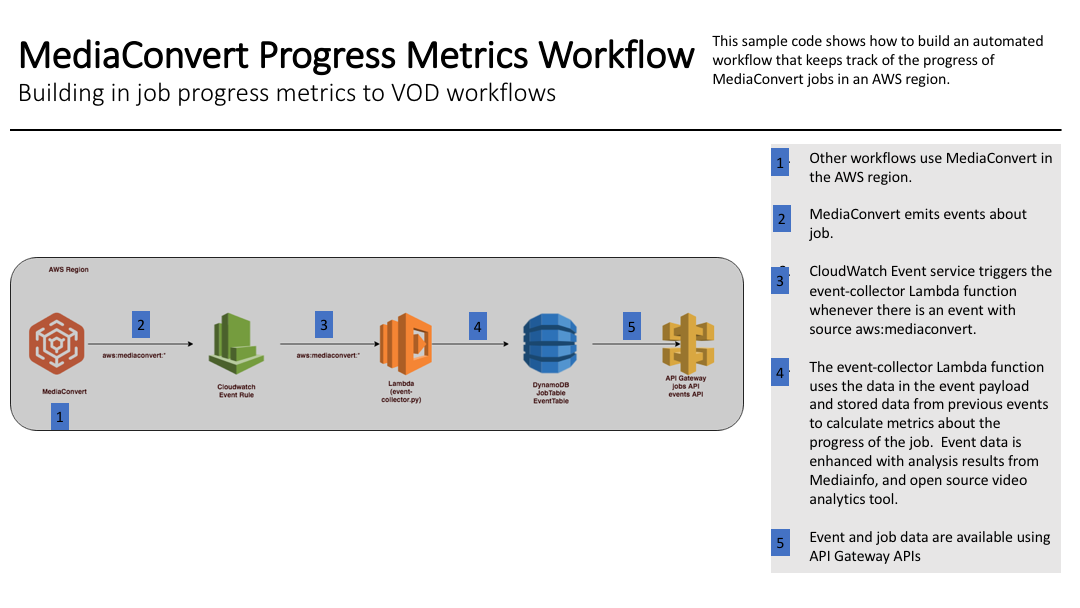 MediaConvert Progress Metrics Workflow
Building in job progress metrics to VOD workflows
This sample code shows how to build an automated
workflow that keeps track of the progress of
MediaConvert jobs in an AWS region.
AWS Region
2
3
4
5
aws:mediaconvert:*
aws:mediaconvert:*
MediaConvert
Cloudwatch
Event Rule
Lambda
(event-
collector.py)
DynamoDB
JobTable
EventTable
API Gateway
jobs API
events API
1
1
Other workflows use MediaConvert in
the AWS region.
2
MediaConvert emits events about
job.
3
CloudWatch Event service triggers the
event-collector Lambda function
whenever there is an event with
source aws:mediaconvert.
4
The event-collector Lambda function
uses the data in the event payload
and stored data from previous events
to calculate metrics about the
progress of the job.  Event data is
enhanced with analysis results from
Mediainfo, and open source video
analytics tool.
5
Event and job data are available using
API Gateway APIs